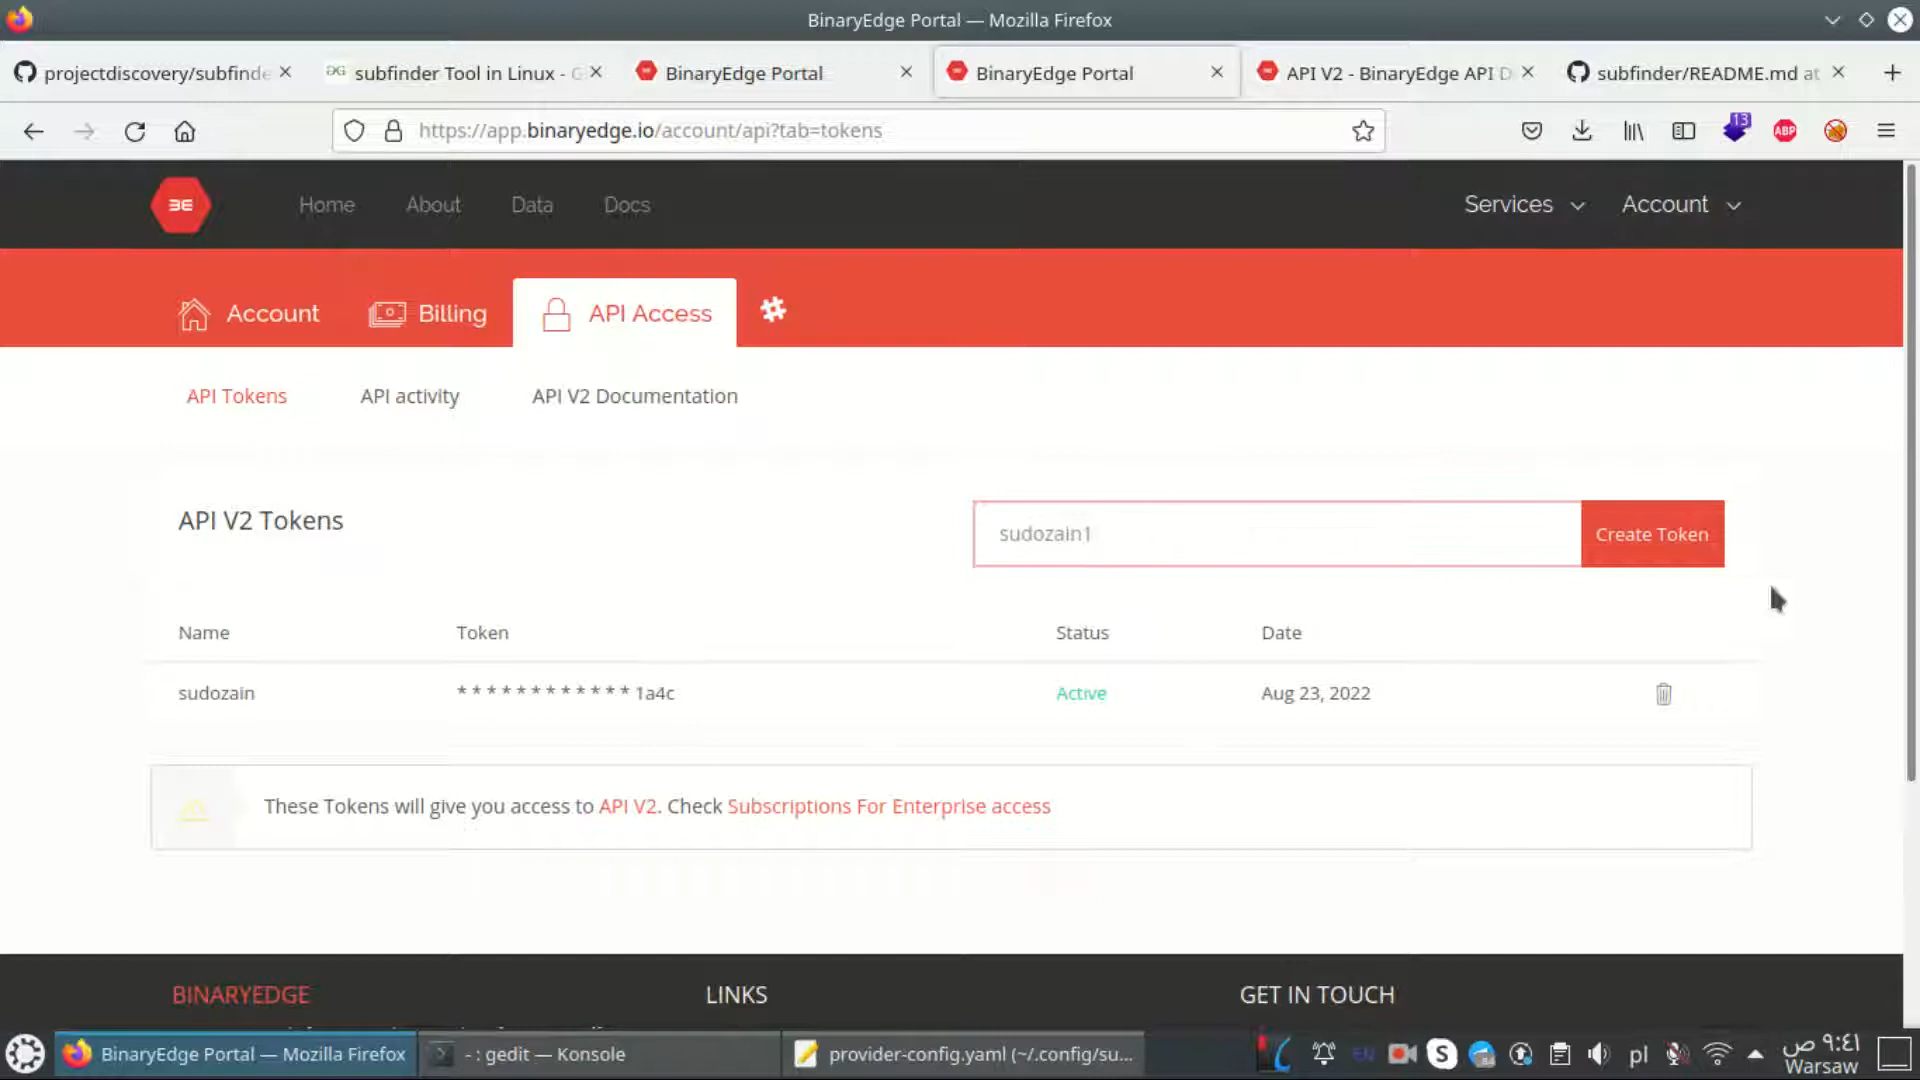 BinaryEdge Portal — Mozilla Firefox
projectdiscovery/subfinde
subfinder Tool in Linux - G
BinaryEdge Portal
BinaryEdge Portal
API V2 - BinaryEdge API D
subfinder/README.md at
https://app.binaryedge.io/account/api?tab=tokens
13
ABP
Home About Data Docs
Services
Account
Account
Billing
API Access
API Tokens
API activity
API V2 Documentation
API V2 Tokens
sudozain1
Create Token
Name Token Status Date
sudozain * * * * * * * * * * * * 1a4c Active Aug 23, 2022
These Tokens will give you access to API V2. Check Subscriptions For Enterprise access
BINARYEDGE
LINKS
GET IN TOUCH
BinaryEdge Portal — Mozilla Firefox
- : gedit — Konsole
provider-config.yaml (~/.config/su...
EN
pl
٩:٤١ ص
Warsaw